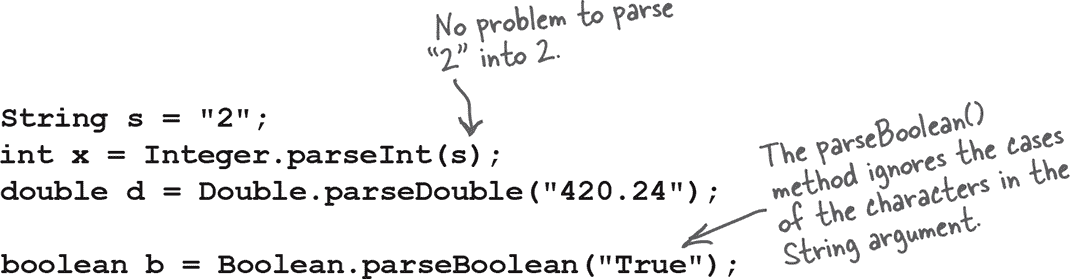 No problem to parse
“2” into 2.
String s = "2";
int x = Integer.parseInt(s);
double d = Double.parseDouble("420.24");
The parseBoolean()
method ignores the cases
of the characters in the
String argument.
boolean b = Boolean.parseBoolean("True");